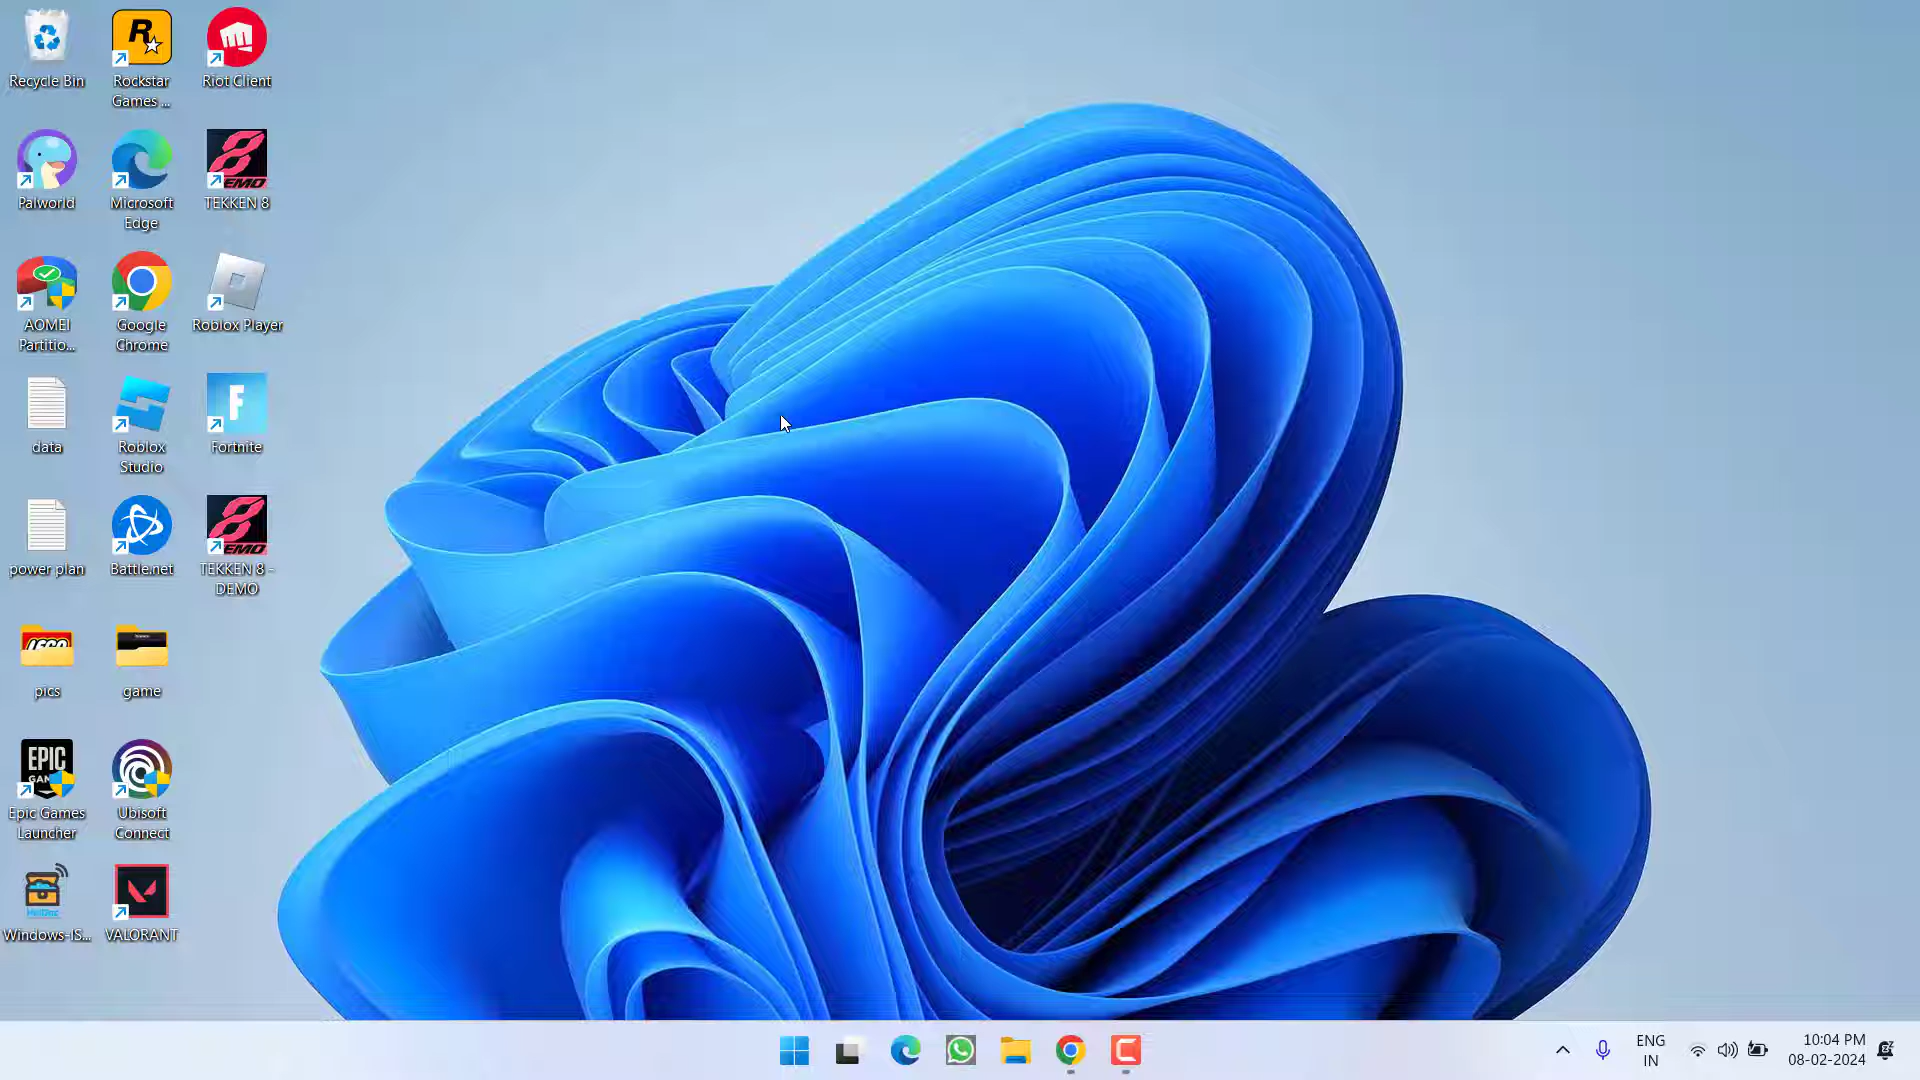 Recycle Bin
Rockstar
Games ...
Riot Client
Palworld
Microsoft
Edge
TEKKEN 8
AOMEI
Partitio...
Google
Chrome
Roblox Player
data
Roblox
Studio
Fortnite
power plan
Battle.net
TEKKEN 8 -
DEMO
pics
game
Epic Games
Launcher
Ubisoft
Connect
Windows-IS...
VALORANT
ENG
IN
10:04 PM
08-02-2024